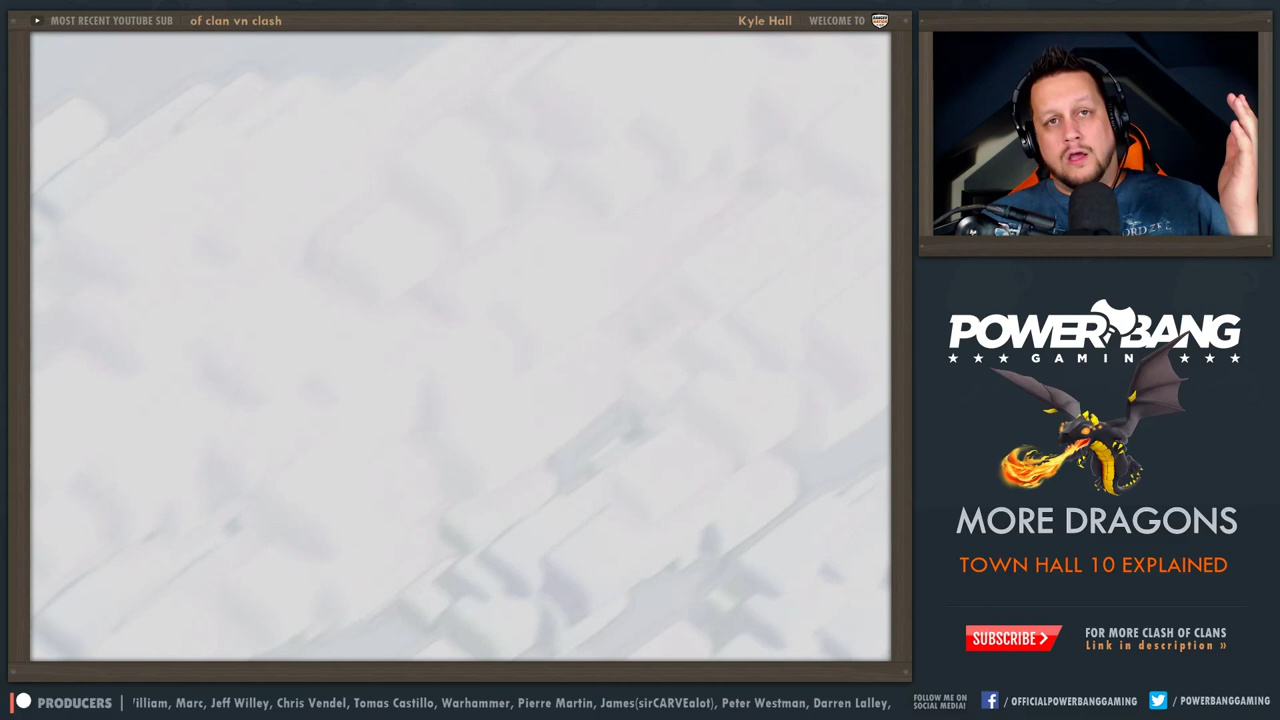 MOST RECENT YOUTUBE SUB of clan vn clash
Kyle Hall WELCOME TO
POWERBANG
GAMIN
MORE DRAGONS
TOWN HALL 10 EXPLAINED
SUBSCRIBE
FOR MORE CLASH OF CLANS
Link in description »
PRODUCERS
'illiam, Marc, Jeff Willey, Chris Vendel, Tomas Castillo, Warhammer, Pierre Martin, James(sirCARVEalot), Peter Westman, Darren Lalley,
FOLLOW ME ON
SOCIAL MEDIA!
/OFFICIALPOWERBANGGAMING
/ POWERBANGGAMING